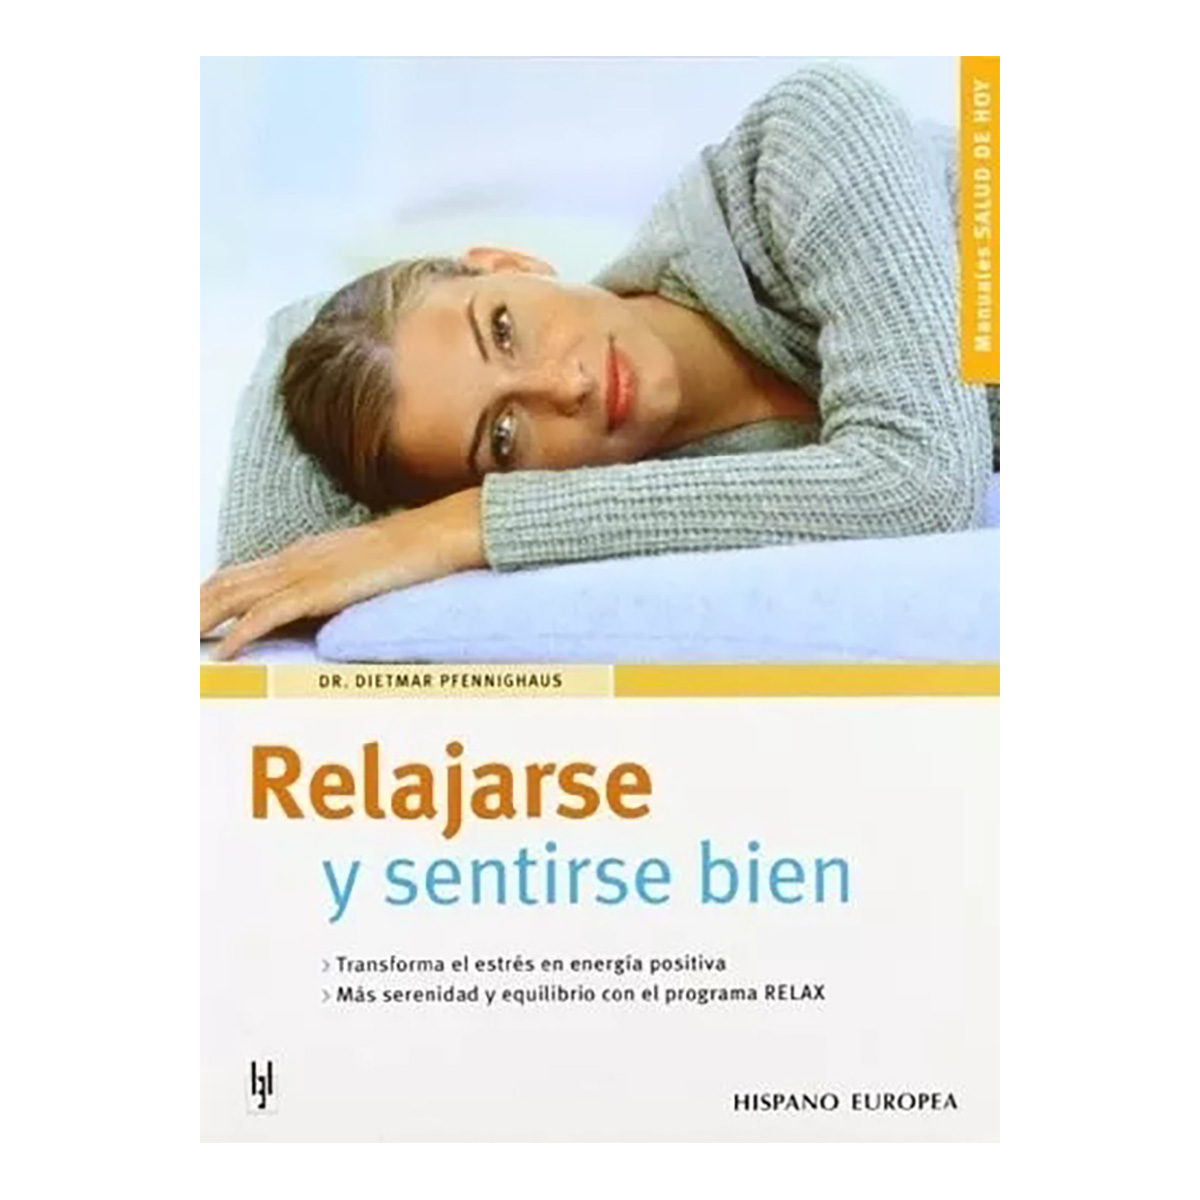 Manuales SALUD DE HOY
DR. DIETMAR PFENNIGHAUS
Relajarse
y sentirse bien
› Transforma el estrés en energía positiva
› Más serenidad y equilibrio con el programa RELAX
HISPANO EUROPEA